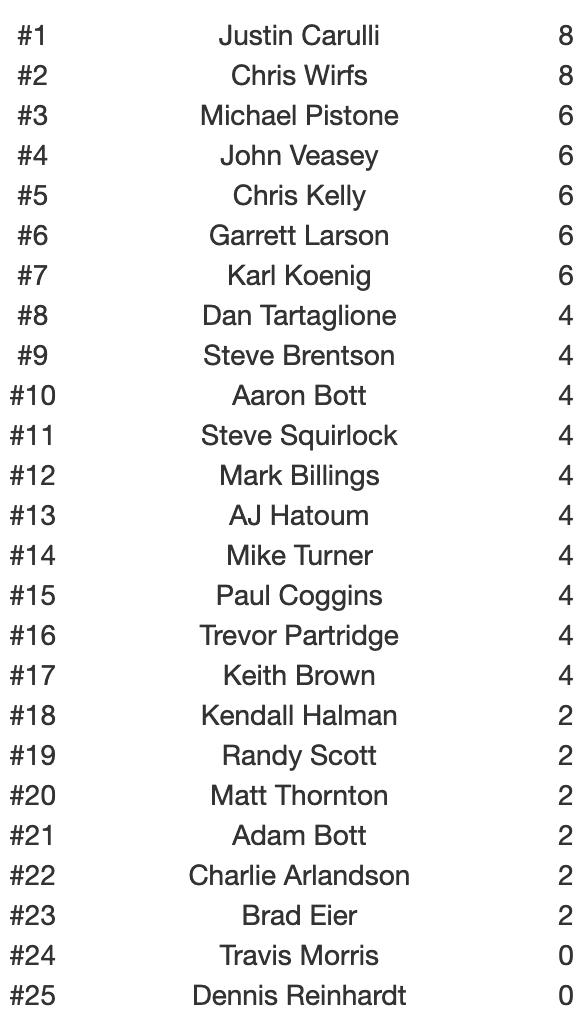 #1 Justin Carulli 8
#2 Chris Wirfs 8
#3 Michael Pistone 6
#4 John Veasey 6
#5 Chris Kelly 6
#6 Garrett Larson 6
#7 Karl Koenig 6
#8 Dan Tartaglione 4
#9 Steve Brentson 4
#10 Aaron Bott 4
#11 Steve Squirlock 4
#12 Mark Billings 4
#13 AJ Hatoum 4
#14 Mike Turner 4
#15 Paul Coggins 4
#16 Trevor Partridge 4
#17 Keith Brown 4
#18 Kendall Halman 2
#19 Randy Scott 2
#20 Matt Thornton 2
#21 Adam Bott 2
#22 Charlie Arlandson 2
#23 Brad Eier 2
#24 Travis Morris 0
#25 Dennis Reinhardt 0